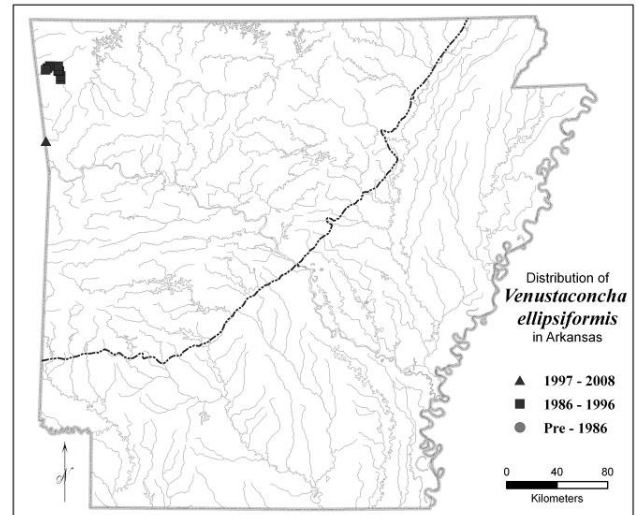 Distribution of
Venustaconcha
ellipsiformis
in Arkansas
1997 - 2008
1986 - 1996
Pre - 1986
N
0 40 80
Kilometers